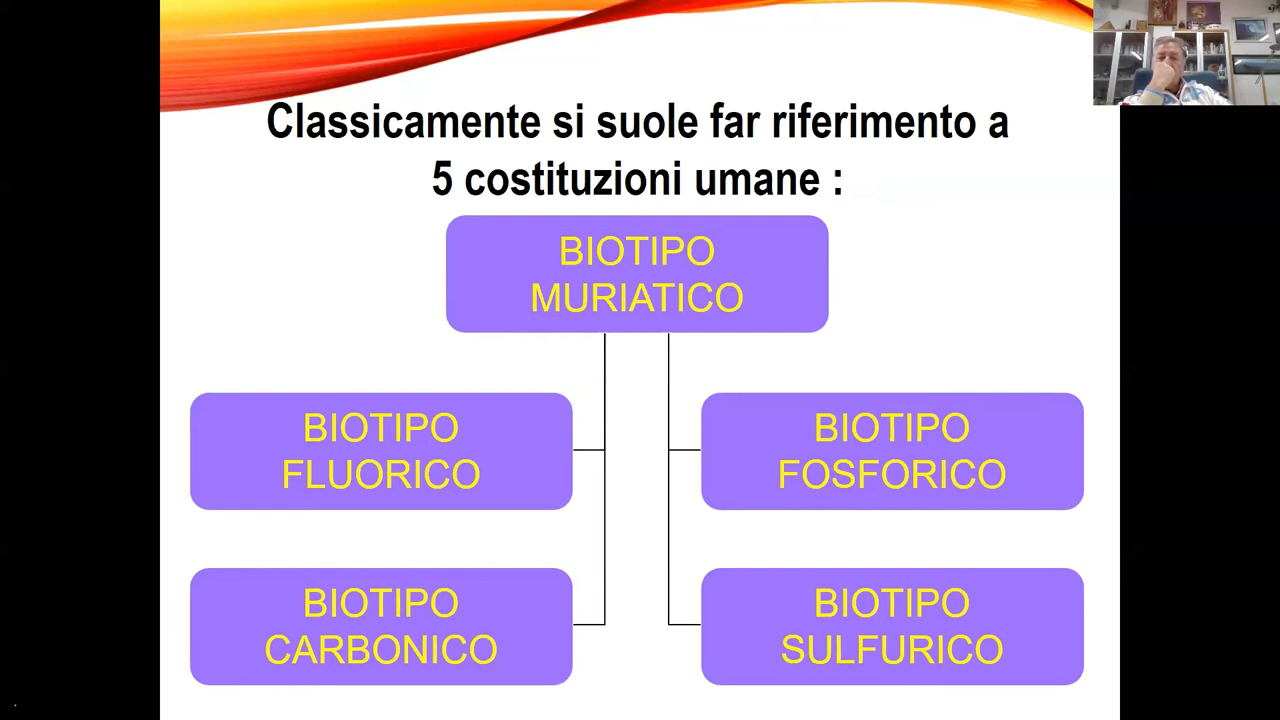 Classicamente si suole far riferimento a
5 costituzioni umane :
BIOTIPO
MURIATICO
BIOTIPO
FLUORICO
BIOTIPO
FOSFORICO
BIOTIPO
CARBONICO
BIOTIPO
SULFURICO